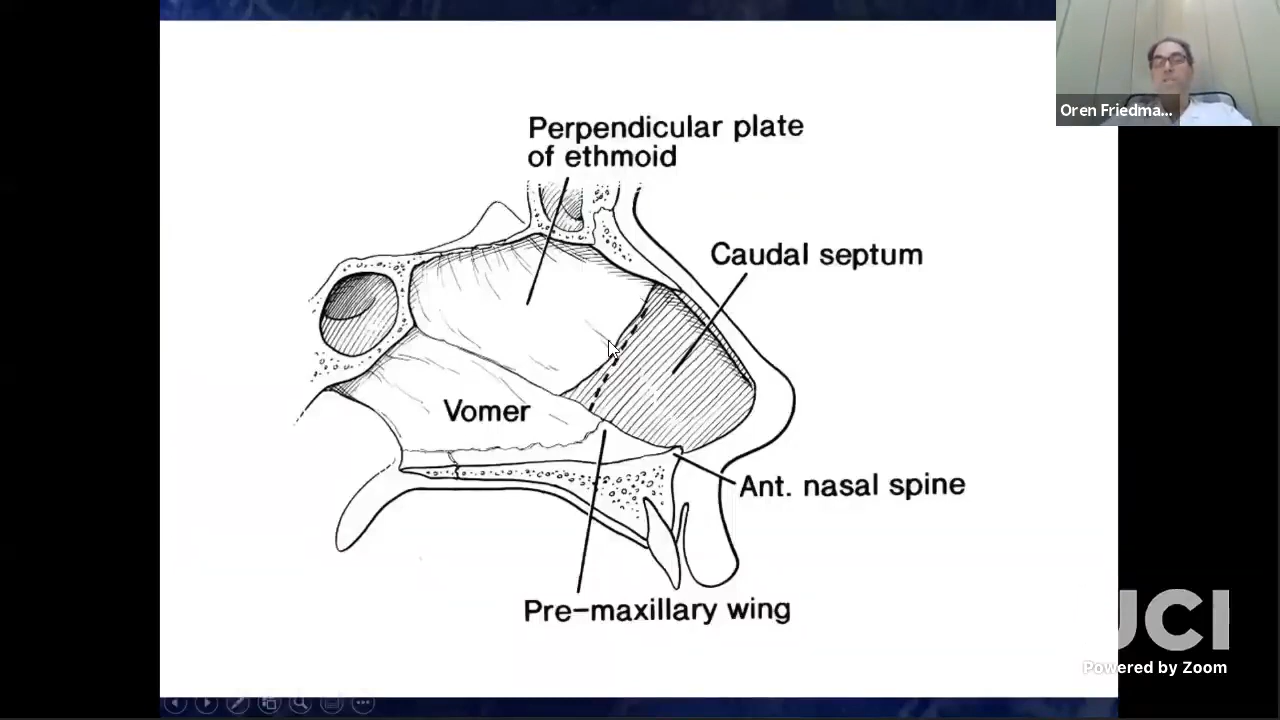 Oren Friedma...
Perpendicular plate
of ethmoid
Caudal septum
Vomer
Ant. nasal spine
Pre-maxillary wing
UCI
Powered by Zoom